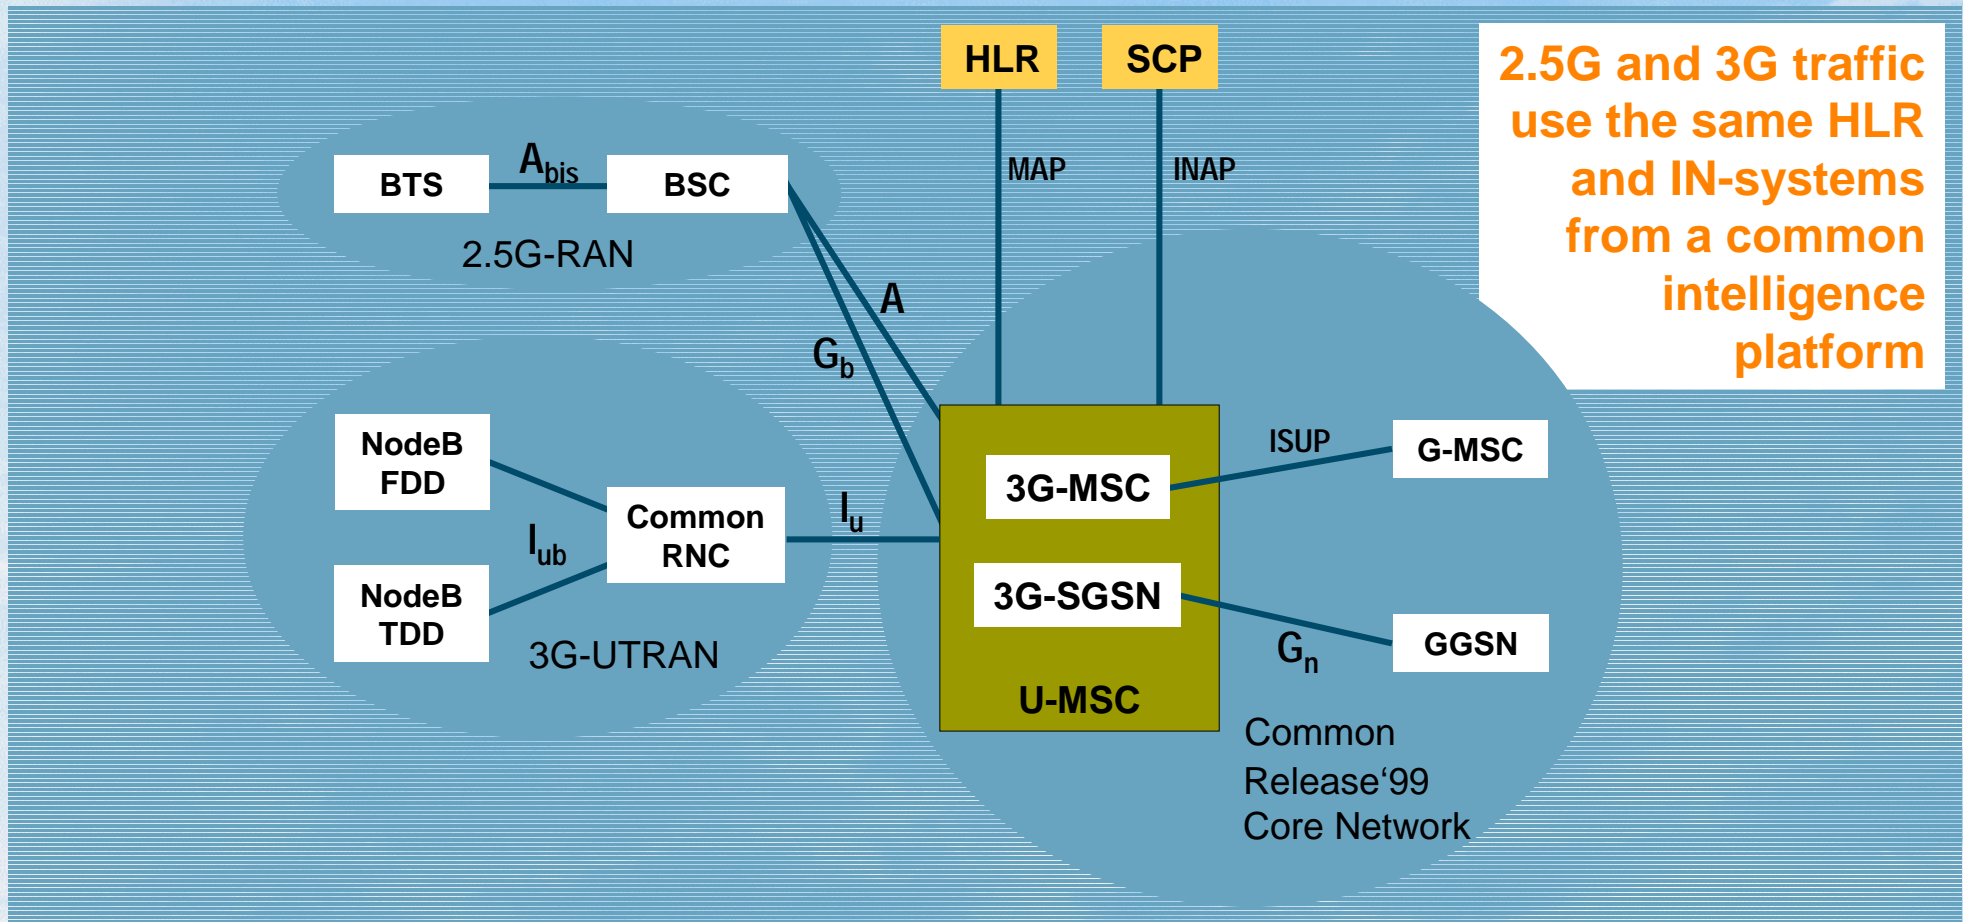 HLR
SCP
2.5G and 3G traffic
use the same HLR
and IN-systems
from a common
intelligence
platform
MAP
INAP
BTS
Abis
BSC
2.5G-RAN
A
Gb
NodeB
FDD
Common
RNC
Iub
Iu
NodeB
TDD
3G-UTRAN
3G-MSC
ISUP
G-MSC
3G-SGSN
Gn
GGSN
U-MSC
Common
Release‘99
Core Network